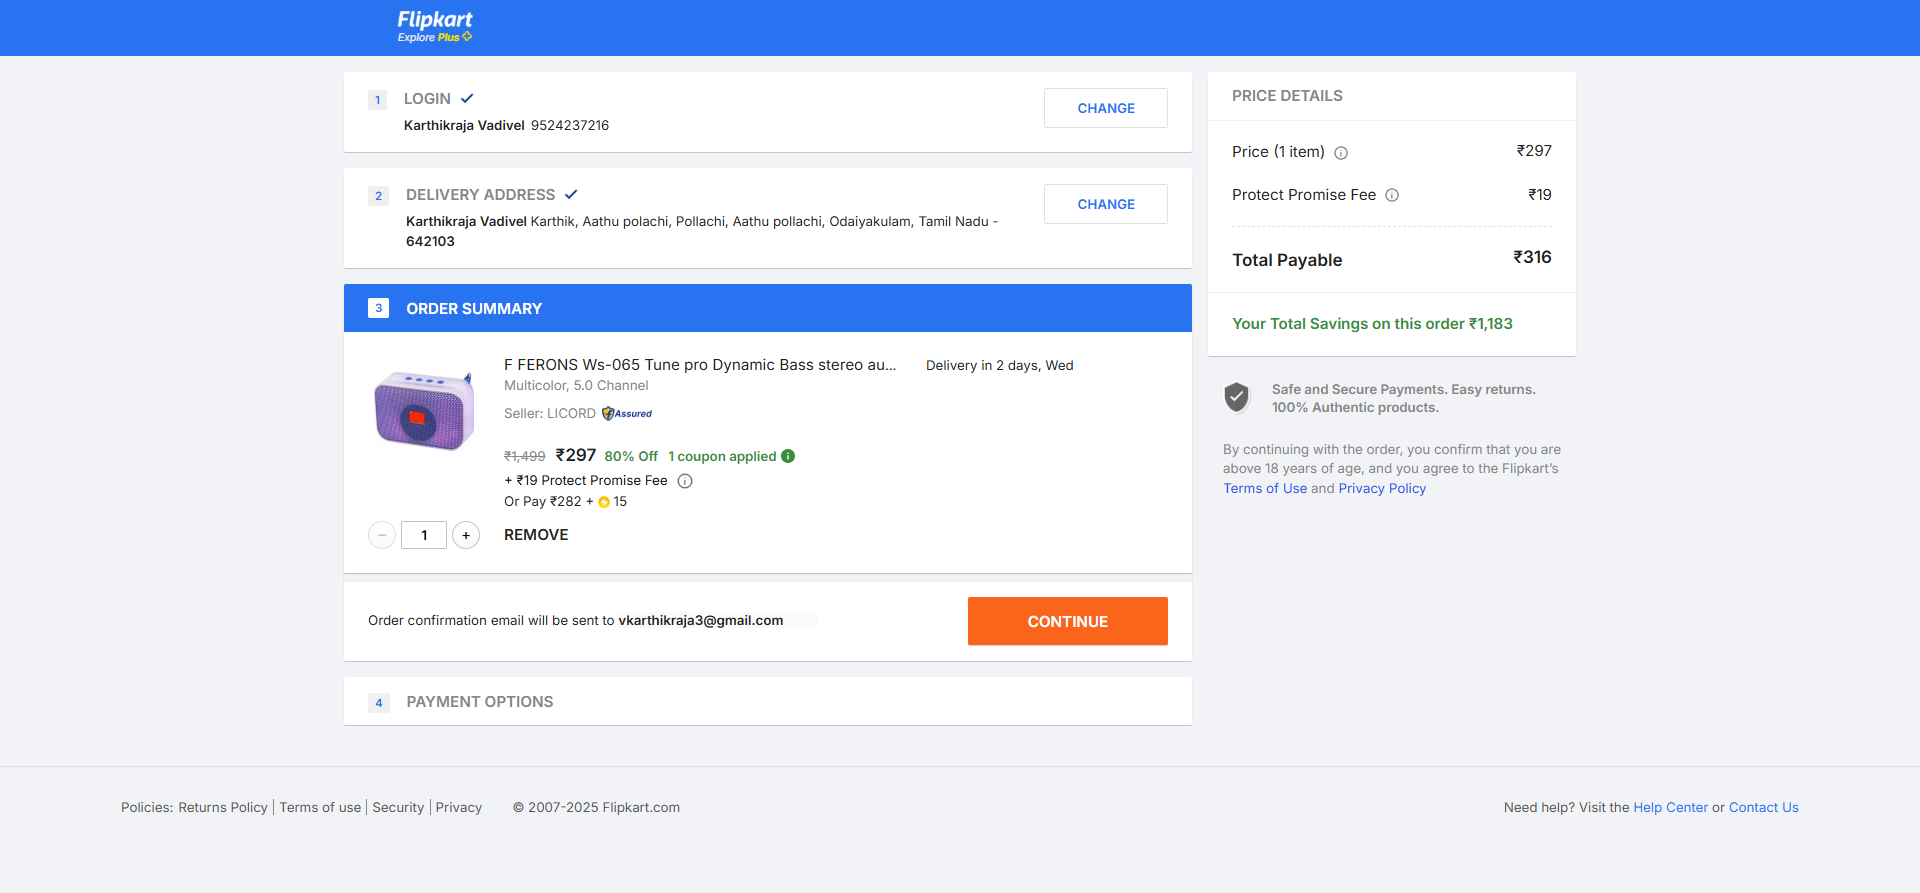 Flipkart
Explore Plus
1 LOGIN
Karthikraja Vadivel 9524237216
CHANGE
2 DELIVERY ADDRESS
Karthikraja Vadivel Karthik, Aathu polachi, Pollachi, Aathu pollachi, Odaiyakulam, Tamil Nadu -
642103
CHANGE
3 ORDER SUMMARY
F FERONS Ws-065 Tune pro Dynamic Bass stereo au...
Delivery in 2 days, Wed
Multicolor, 5.0 Channel
Seller: LICORD Assured
₹1,499 ₹297 80% Off 1 coupon applied
+ ₹19 Protect Promise Fee
Or Pay ₹282 + 15
− 1 + REMOVE
Order confirmation email will be sent to vkarthikraja3@gmail.com
CONTINUE
4 PAYMENT OPTIONS
PRICE DETAILS
Price (1 item) ₹297
Protect Promise Fee ₹19
Total Payable ₹316
Your Total Savings on this order ₹1,183
Safe and Secure Payments. Easy returns.
100% Authentic products.
By continuing with the order, you confirm that you are
above 18 years of age, and you agree to the Flipkart's
Terms of Use and Privacy Policy
Policies: Returns Policy | Terms of use | Security | Privacy © 2007-2025 Flipkart.com
Need help? Visit the Help Center or Contact Us